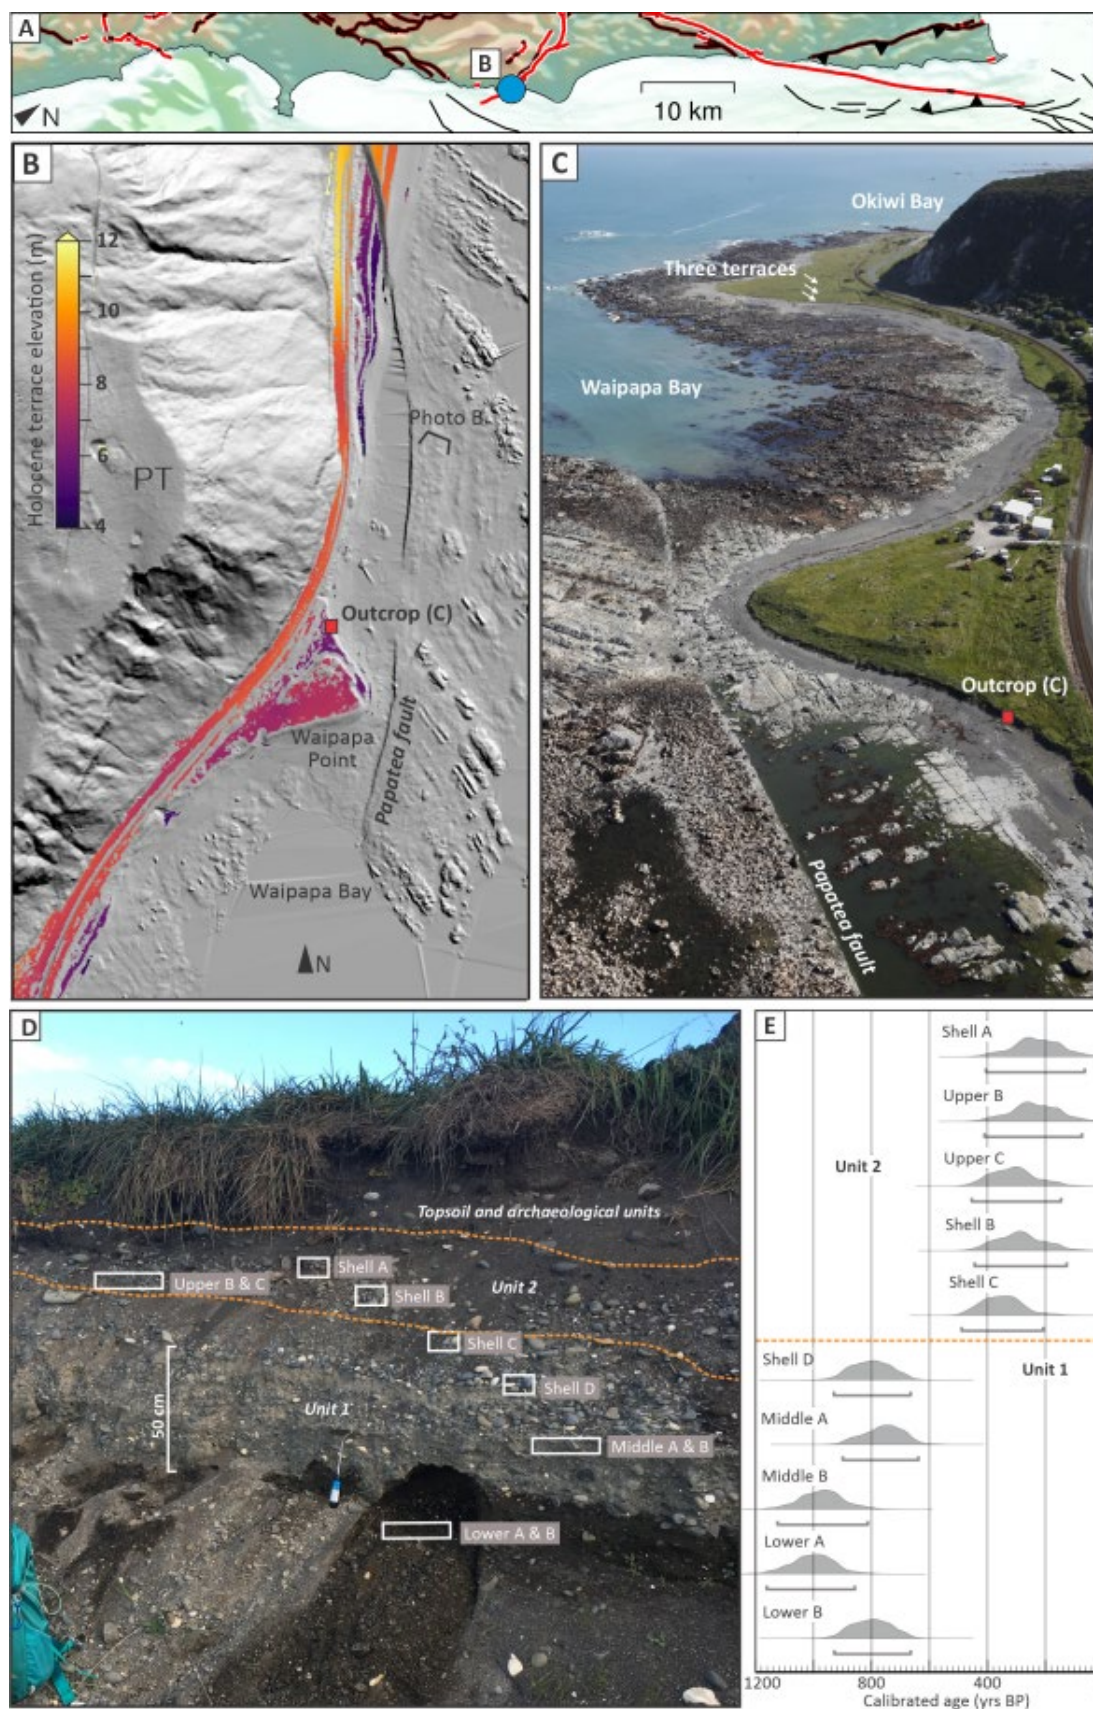 A
B
10 km
N
B
Holocene terrace elevation (m)
12
10
8
6
4
PT
Photo B
Outcrop (C)
Waipapa
Point
Papatea fault
Waipapa Bay
N
C
Okiwi Bay
Three terraces
Waipapa Bay
Outcrop (C)
Papatea fault
D
Topsoil and archaeological units
Shell A
Upper B & C
Unit 2
Shell B
Shell C
Shell D
50 cm
Unit 1
Middle A & B
Lower A & B
E
Shell A
Upper B
Unit 2
Upper C
Shell B
Shell C
Shell D
Unit 1
Middle A
Middle B
Lower A
Lower B
1200
800
400
Calibrated age (yrs BP)